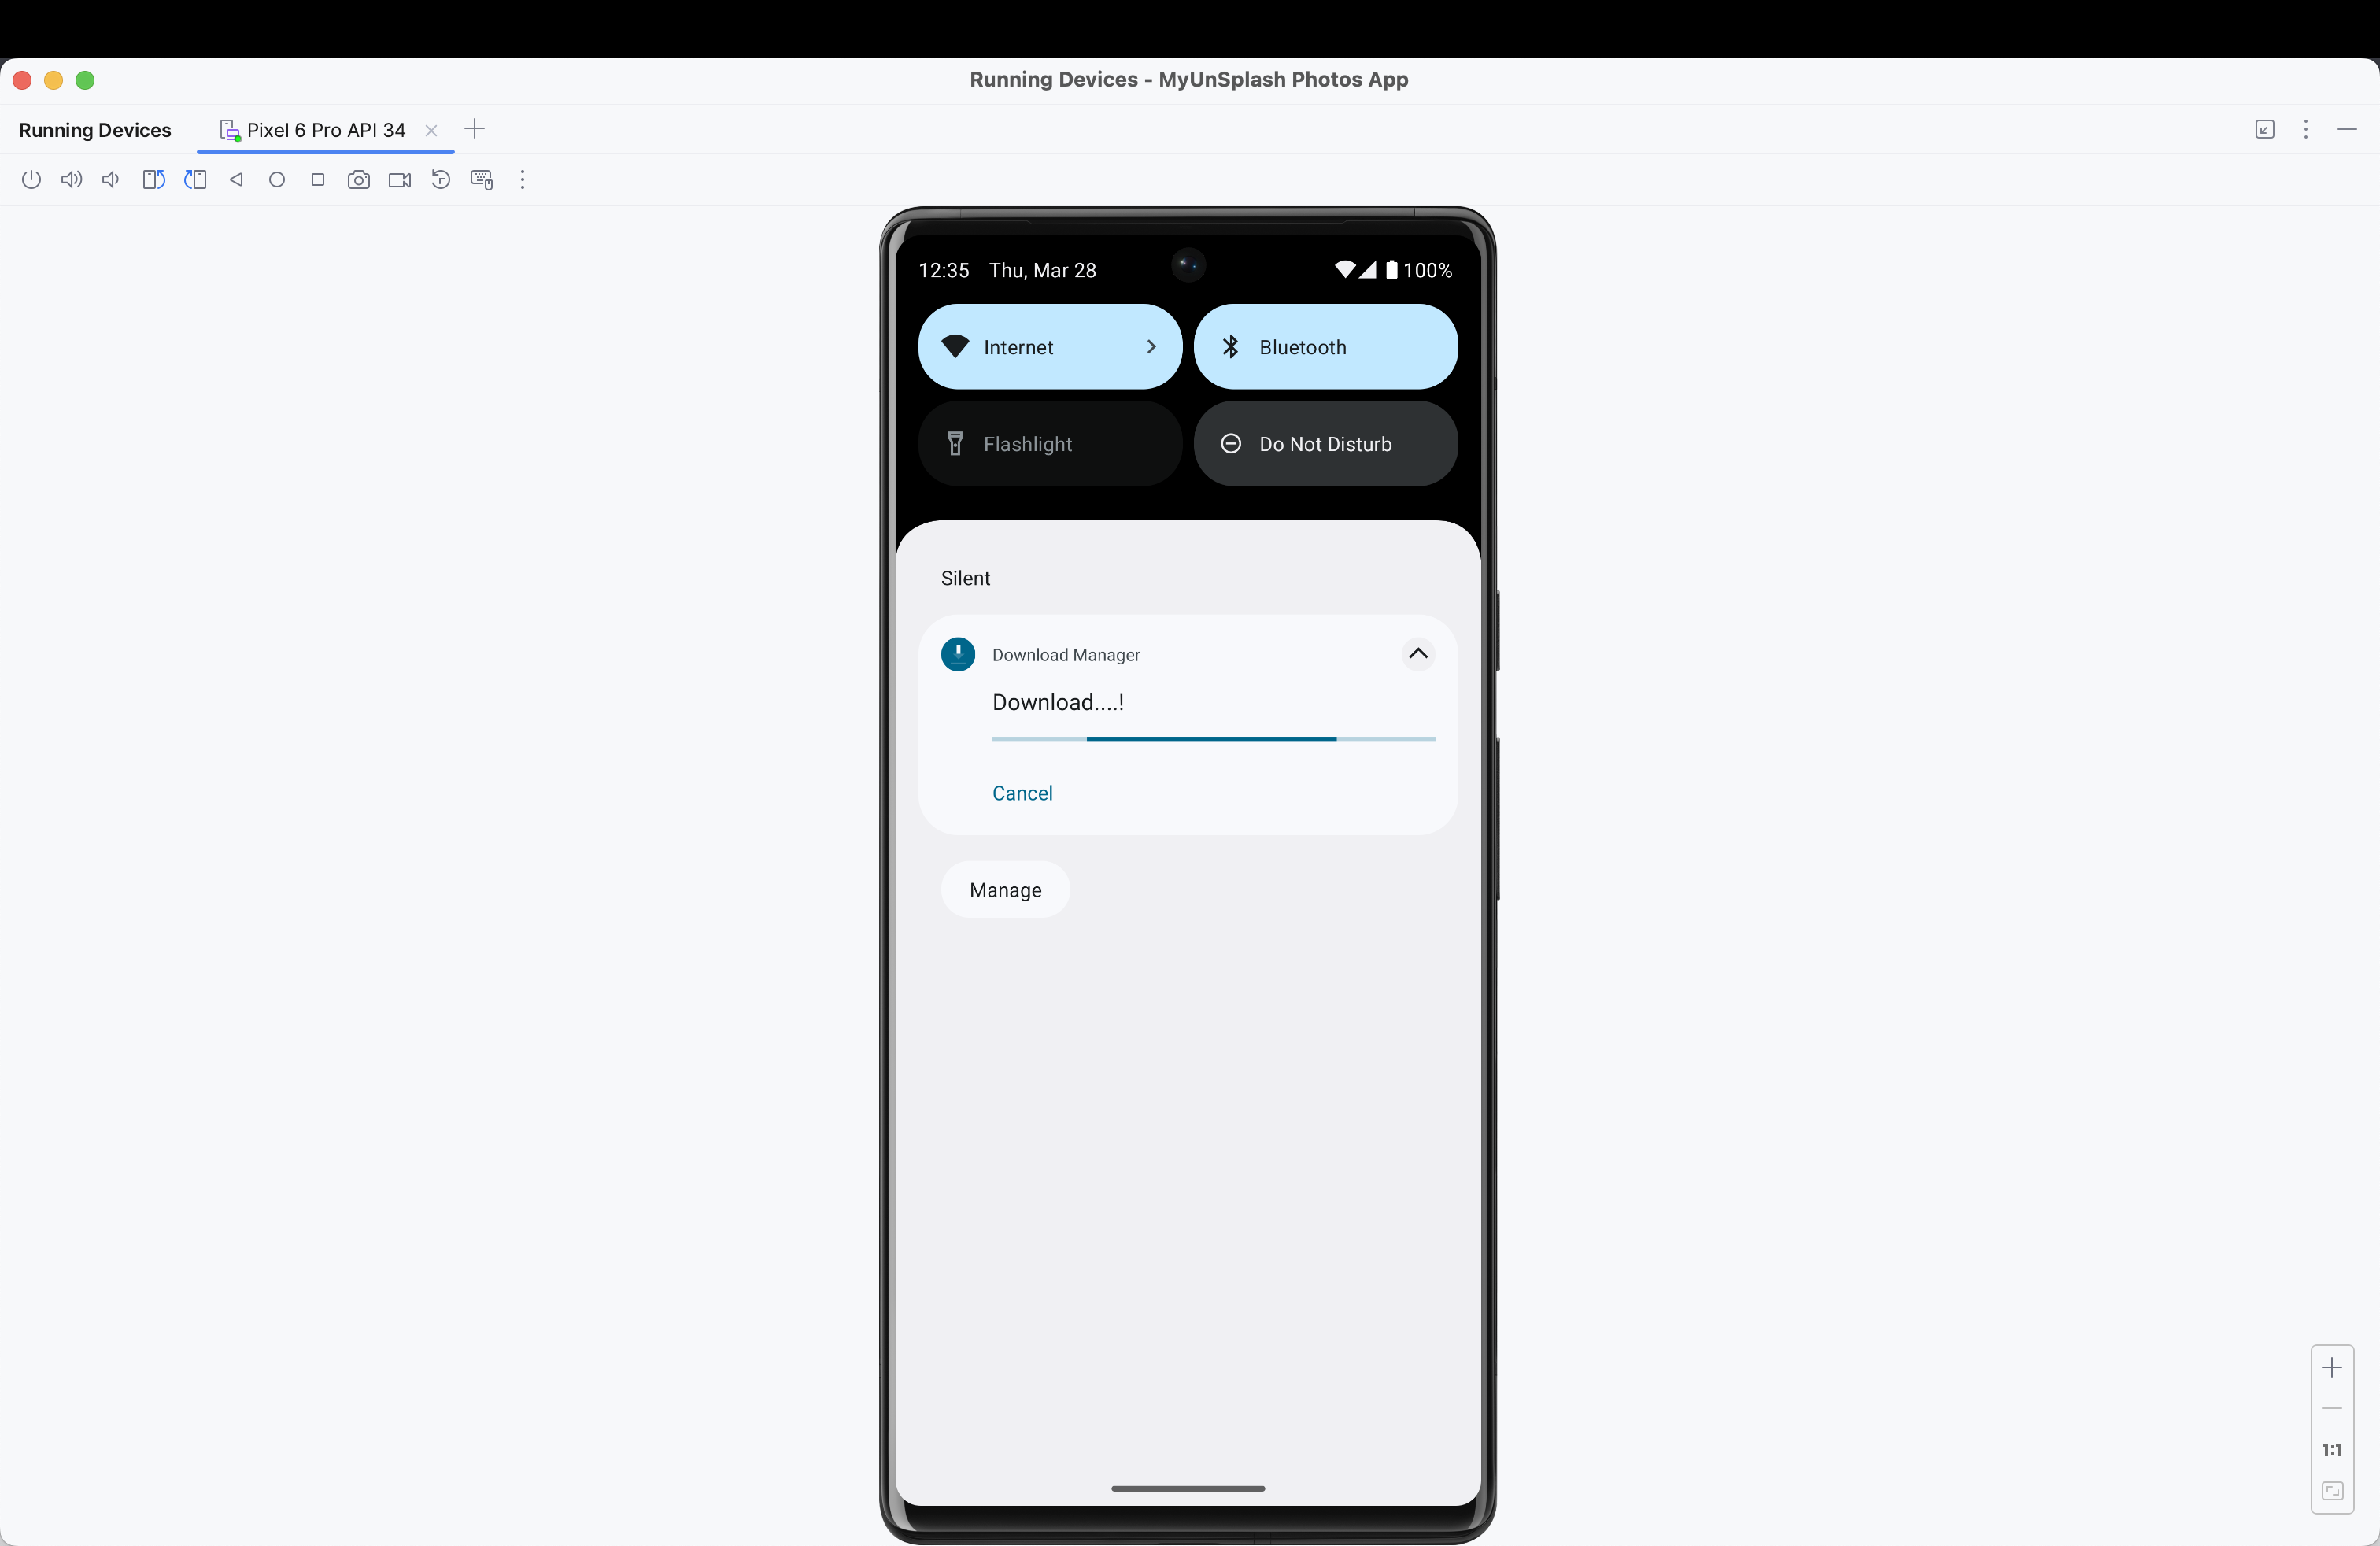 Running Devices - MyUnSplash Photos App
Running Devices Pixel 6 Pro API 34
12:35 Thu, Mar 28 100%
Internet Bluetooth
Flashlight Do Not Disturb
Silent
Download Manager
Download....!
Cancel
Manage
1:1